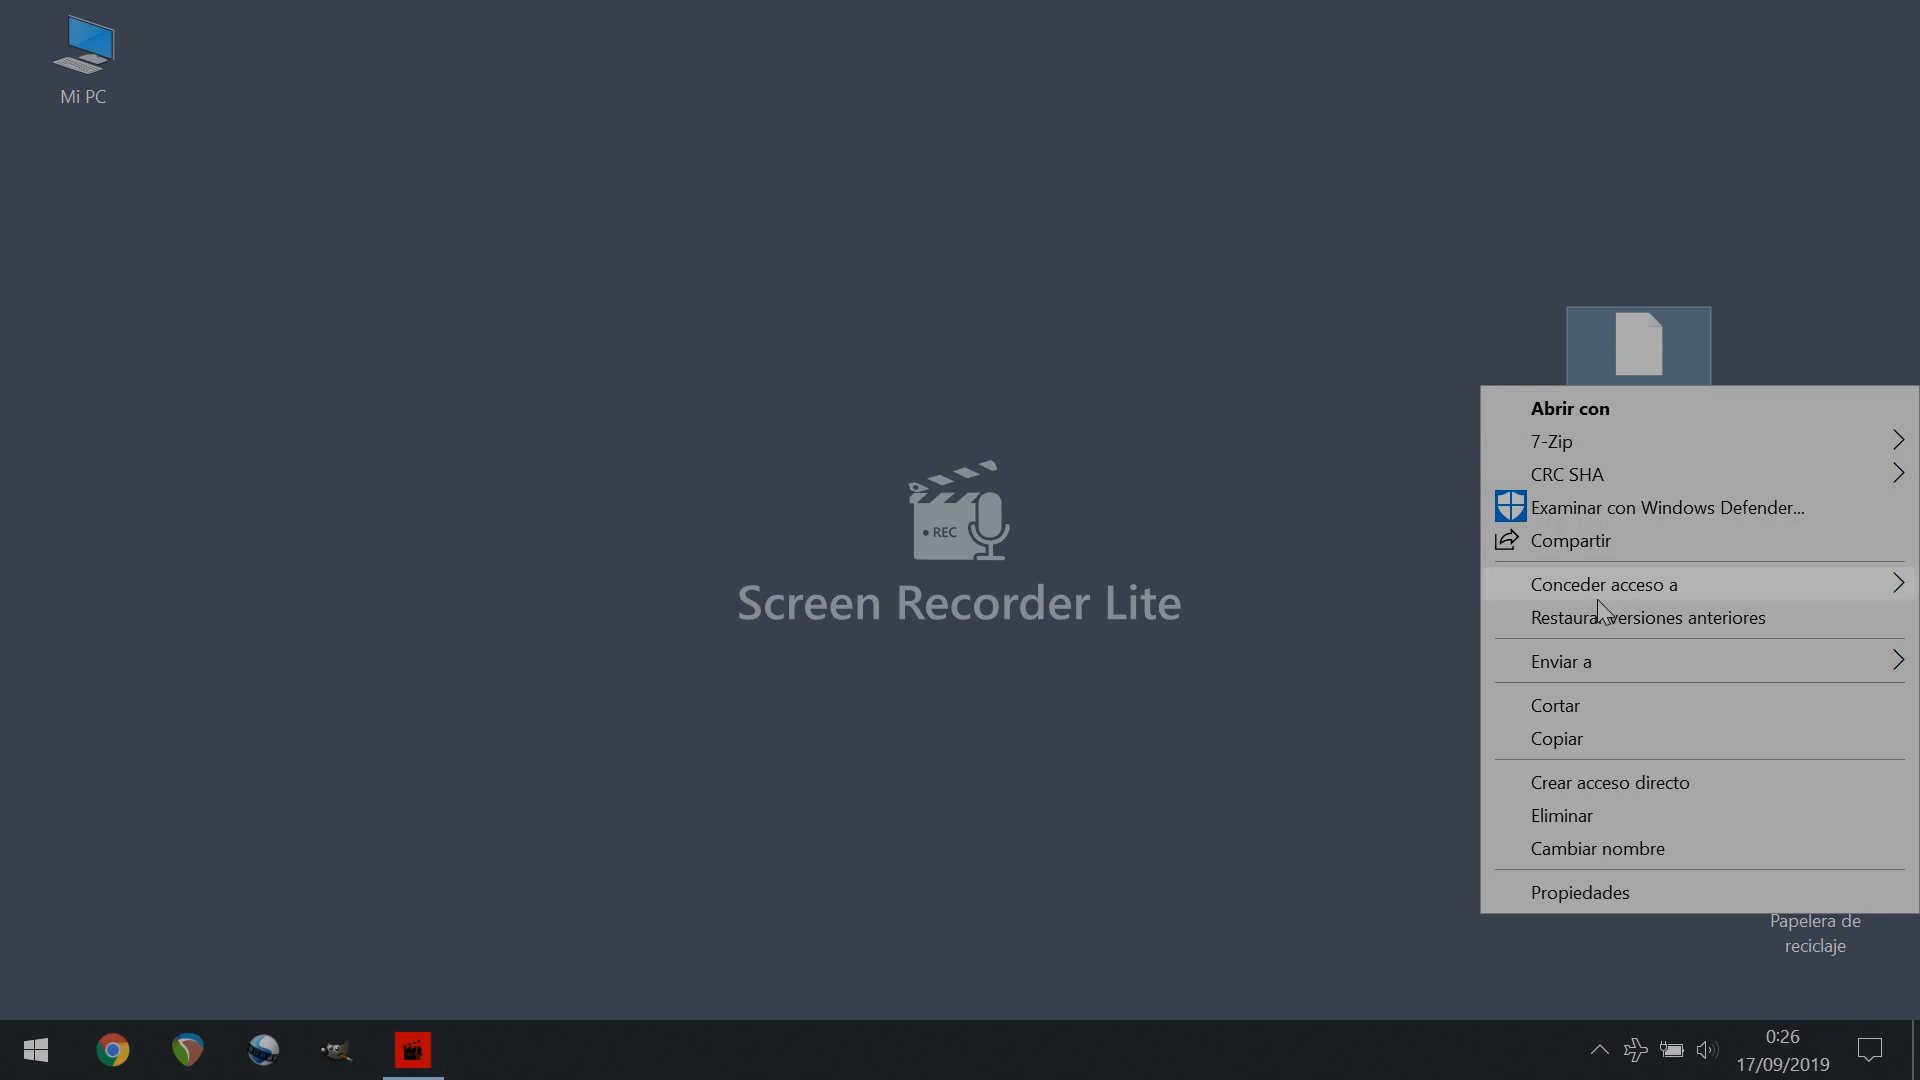 Mi PC
REC
Screen Recorder Lite
Abrir con
7-Zip
CRC SHA
Examinar con Windows Defender...
Compartir
Conceder acceso a
Restaurar versiones anteriores
Enviar a
Cortar
Copiar
Crear acceso directo
Eliminar
Cambiar nombre
Propiedades
Papelera de
reciclaje
0:26
17/09/2019